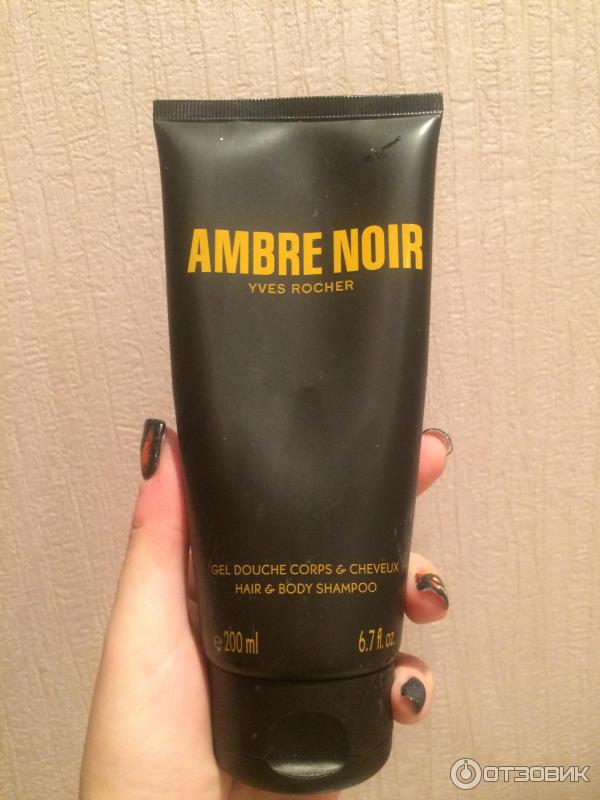 AMBRE NOIR
YVES ROCHER
GEL DOUCHE CORPS & CHEVEUX
HAIR & BODY SHAMPOO
℮ 200 ml 6.7 fl. oz.
ОТЗОВИК